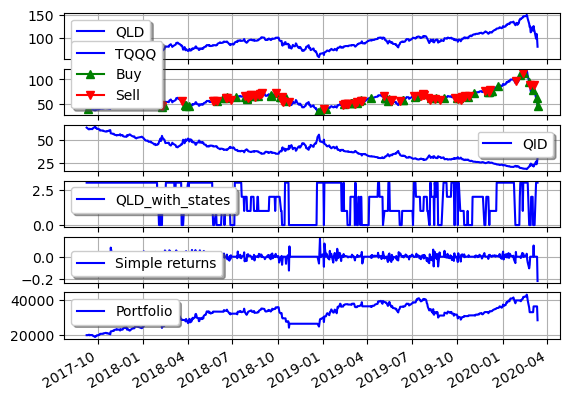 150
100
QLD
TQQQ
Buy
Sell
100
50
50
25
QID
2.5
0.0
QLD_with_states
0.0
−0.2
Simple returns
40000
20000
Portfolio
2017-10
2018-01
2018-04
2018-07
2018-10
2019-01
2019-04
2019-07
2019-10
2020-01
2020-04